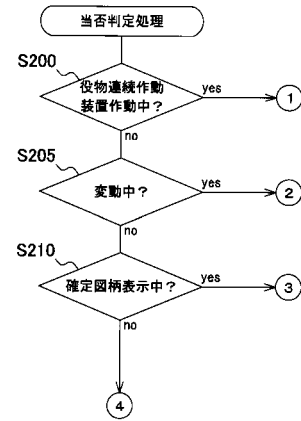 当否判定処理
S200
役物連続作動
装置作動中？
yes
1
no
S205
変動中？
yes
2
no
S210
確定図柄表示中？
yes
3
no
4